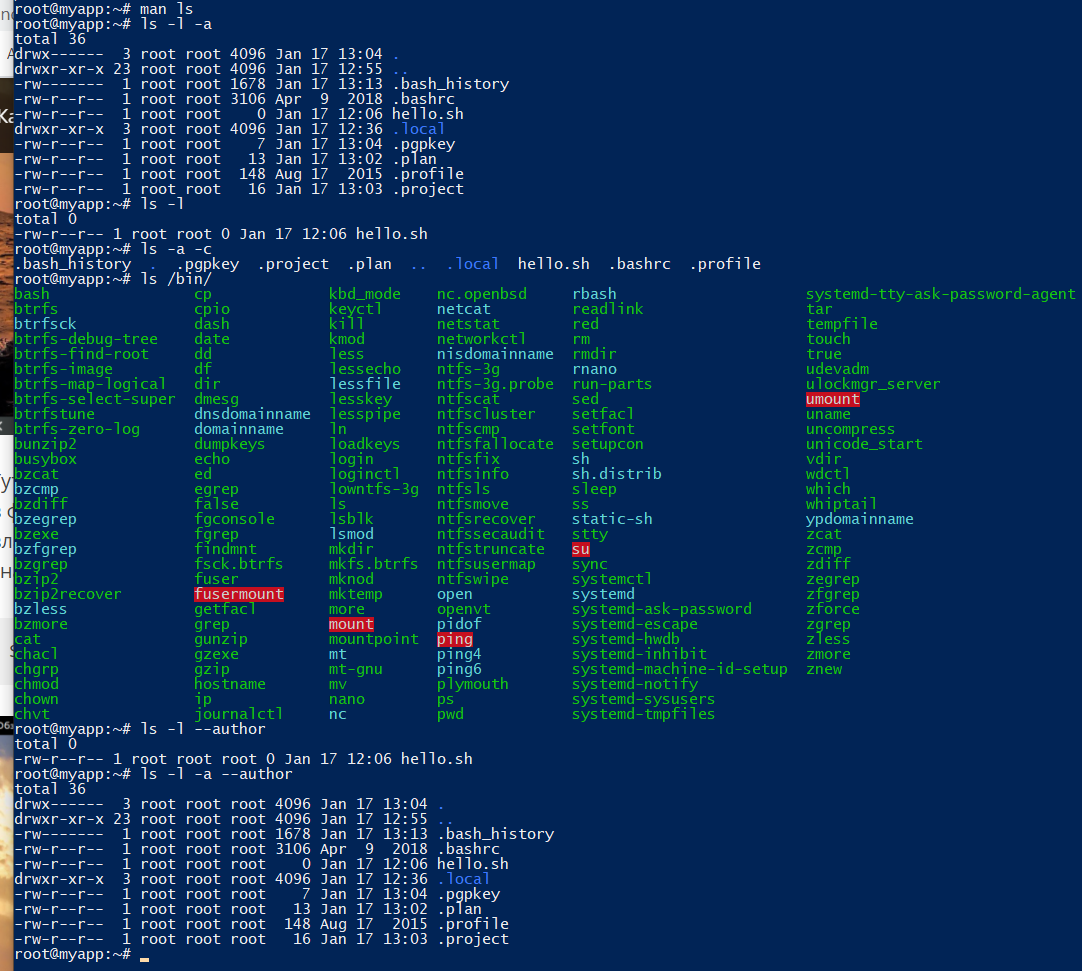 root@myapp:~# man ls
root@myapp:~# ls -l -a
total 36
drwx------  3 root root 4096 Jan 17 13:04 .
drwxr-xr-x 23 root root 4096 Jan 17 12:55 ..
-rw-------  1 root root 1678 Jan 17 13:13 .bash_history
-rw-r--r--  1 root root 3106 Apr  9  2018 .bashrc
-rw-r--r--  1 root root    0 Jan 17 12:06 hello.sh
drwxr-xr-x  3 root root 4096 Jan 17 12:36 .local
-rw-r--r--  1 root root    7 Jan 17 13:04 .pgpkey
-rw-r--r--  1 root root   13 Jan 17 13:02 .plan
-rw-r--r--  1 root root  148 Aug 17  2015 .profile
-rw-r--r--  1 root root   16 Jan 17 13:03 .project
root@myapp:~# ls -l
total 0
-rw-r--r-- 1 root root 0 Jan 17 12:06 hello.sh
root@myapp:~# ls -a -c
.bash_history  .  .pgpkey  .project  .plan  ..  .local  hello.sh  .bashrc  .profile
root@myapp:~# ls /bin/
bash cp kbd_mode nc.openbsd rbash systemd-tty-ask-password-agent
btrfs cpio keyctl netcat readlink tar
btrfsck dash kill netstat red tempfile
btrfs-debug-tree date kmod networkctl rm touch
btrfs-find-root dd less nisdomainname rmdir true
btrfs-image df lessecho ntfs-3g rnano udevadm
btrfs-map-logical dir lessfile ntfs-3g.probe run-parts ulockmgr_server
btrfs-select-super dmesg lesskey ntfscat sed umount
btrfstune dnsdomainname lesspipe ntfscluster setfacl uname
btrfs-zero-log domainname ln ntfscmp setfont uncompress
bunzip2 dumpkeys loadkeys ntfsfallocate setupcon unicode_start
busybox echo login ntfsfix sh vdir
bzcat ed loginctl ntfsinfo sh.distrib wdctl
bzcmp egrep lowntfs-3g ntfsls sleep which
bzdiff false ls ntfsmove ss whiptail
bzegrep fgconsole lsblk ntfsrecover static-sh ypdomainname
bzexe fgrep lsmod ntfssecaudit stty zcat
bzfgrep findmnt mkdir ntfstruncate su zcmp
bzgrep fsck.btrfs mkfs.btrfs ntfsusermap sync zdiff
bzip2 fuser mknod ntfswipe systemctl zegrep
bzip2recover fusermount mktemp open systemd zfgrep
bzless getfacl more openvt systemd-ask-password zforce
bzmore grep mount pidof systemd-escape zgrep
cat gunzip mountpoint ping systemd-hwdb zless
chacl gzexe mt ping4 systemd-inhibit zmore
chgrp gzip mt-gnu ping6 systemd-machine-id-setup znew
chmod hostname mv plymouth systemd-notify
chown ip nano ps systemd-sysusers
chvt journalctl nc pwd systemd-tmpfiles
root@myapp:~# ls -l --author
total 0
-rw-r--r-- 1 root root root 0 Jan 17 12:06 hello.sh
root@myapp:~# ls -l -a --author
total 36
drwx------  3 root root root 4096 Jan 17 13:04 .
drwxr-xr-x 23 root root root 4096 Jan 17 12:55 ..
-rw-------  1 root root root 1678 Jan 17 13:13 .bash_history
-rw-r--r--  1 root root root 3106 Apr  9  2018 .bashrc
-rw-r--r--  1 root root root    0 Jan 17 12:06 hello.sh
drwxr-xr-x  3 root root root 4096 Jan 17 12:36 .local
-rw-r--r--  1 root root root    7 Jan 17 13:04 .pgpkey
-rw-r--r--  1 root root root   13 Jan 17 13:02 .plan
-rw-r--r--  1 root root root  148 Aug 17  2015 .profile
-rw-r--r--  1 root root root   16 Jan 17 13:03 .project
root@myapp:~#